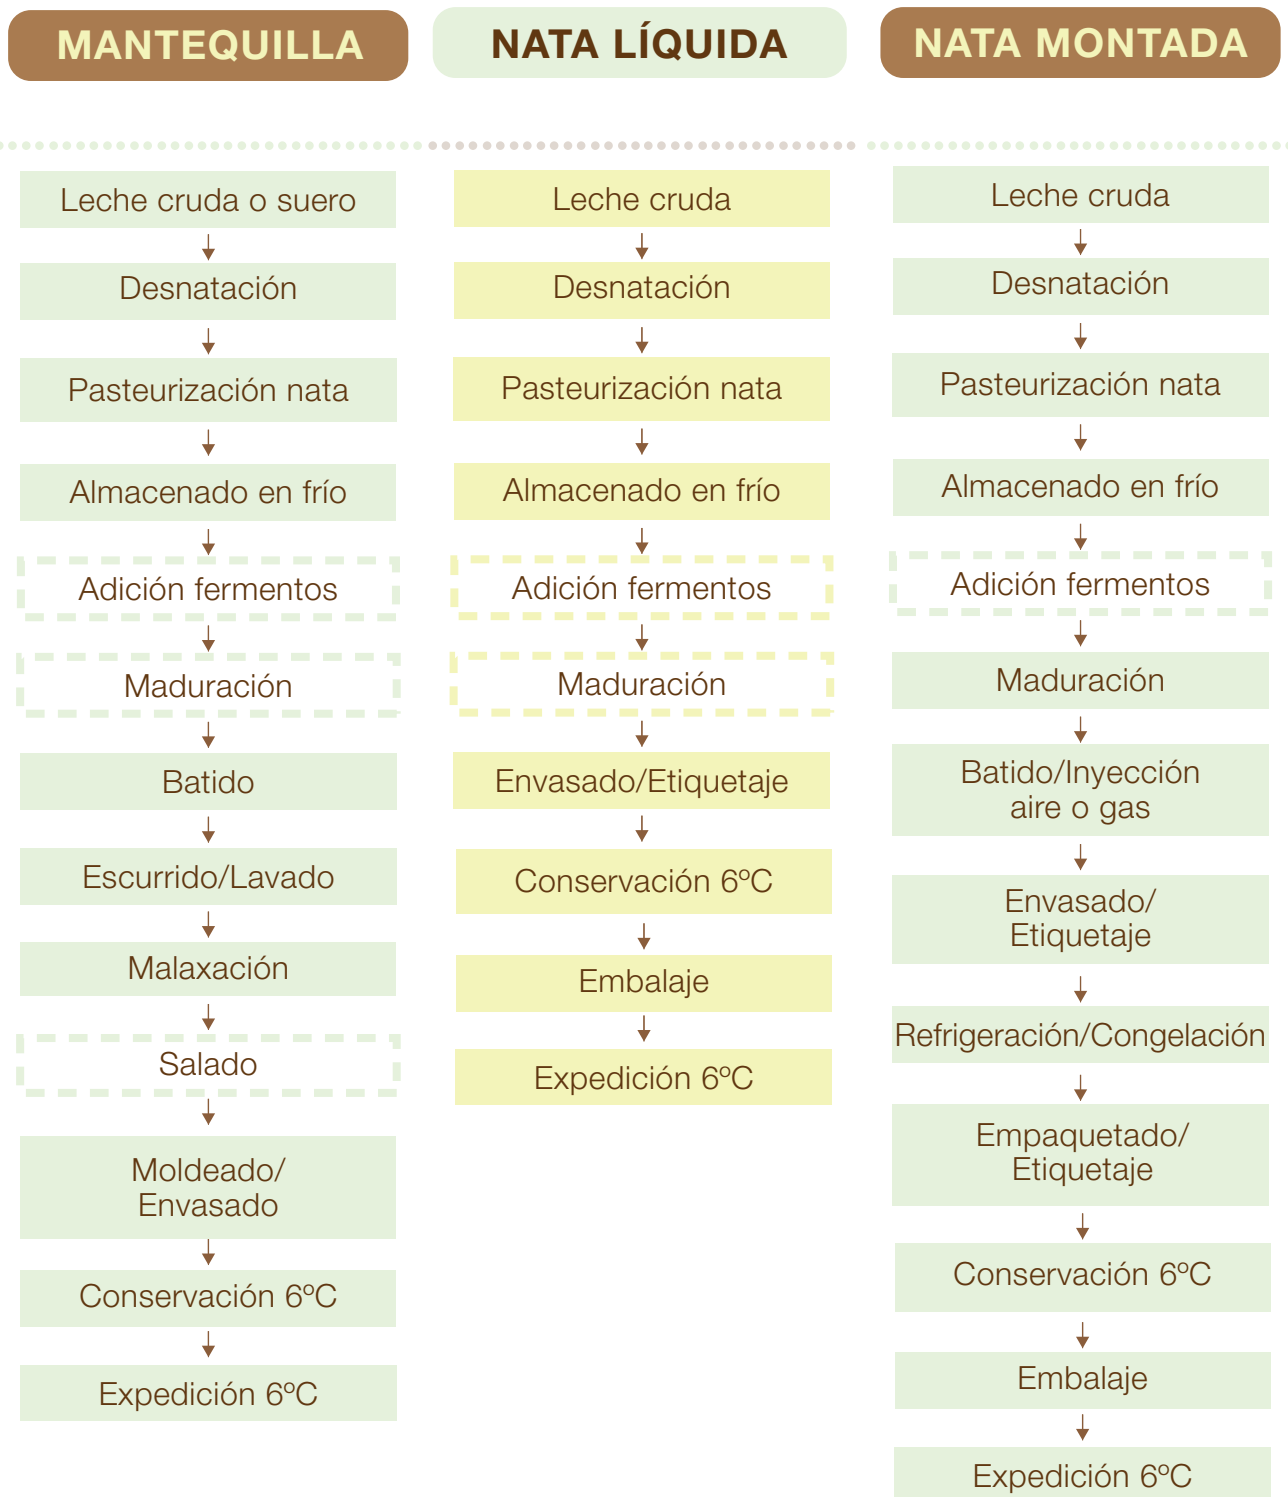 MANTEQUILLA
Leche cruda o suero
Desnatación
Pasteurización nata
Almacenado en frío
Adición fermentos
Maduración
Batido
Escurrido/Lavado
Malaxación
Salado
Moldeado/
Envasado
Conservación 6ºC
Expedición 6ºC
NATA LÍQUIDA
Leche cruda
Desnatación
Pasteurización nata
Almacenado en frío
Adición fermentos
Maduración
Envasado/Etiquetaje
Conservación 6ºC
Embalaje
Expedición 6ºC
NATA MONTADA
Leche cruda
Desnatación
Pasteurización nata
Almacenado en frío
Adición fermentos
Maduración
Batido/Inyección
aire o gas
Envasado/
Etiquetaje
Refrigeración/Congelación
Empaquetado/
Etiquetaje
Conservación 6ºC
Embalaje
Expedición 6ºC